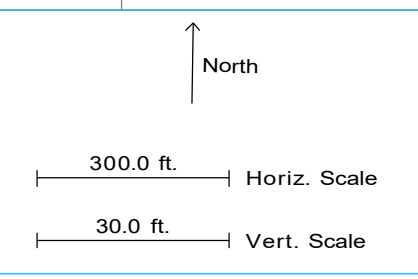 North
300.0 ft.
Horiz. Scale
30.0 ft.
Vert. Scale